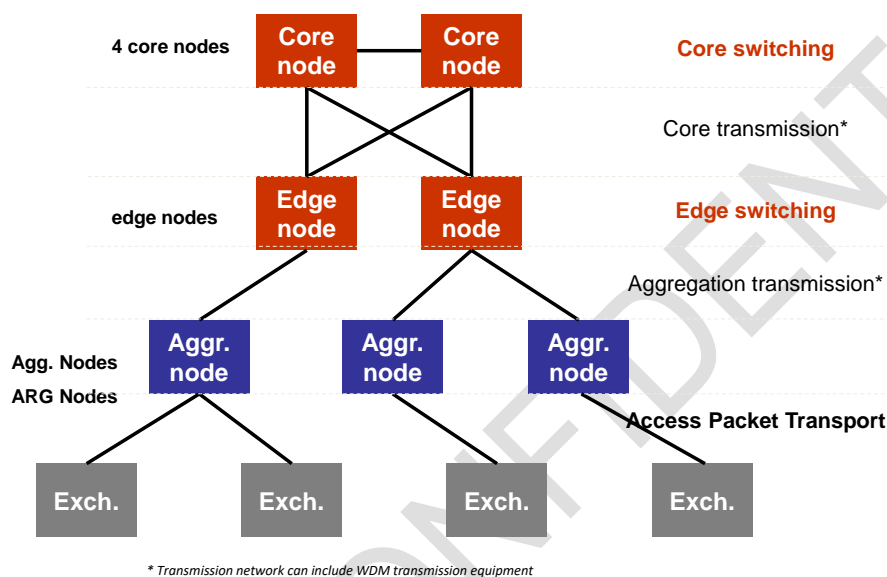 4 core nodes
Core
node
Core
node
Core switching
Core transmission*
edge nodes
Edge
node
Edge
node
Edge switching
Aggregation transmission*
Agg. Nodes
ARG Nodes
Aggr.
node
Aggr.
node
Aggr.
node
Access Packet Transport
Exch.
Exch.
Exch.
Exch.
* Transmission network can include WDM transmission equipment
ONFIDENT